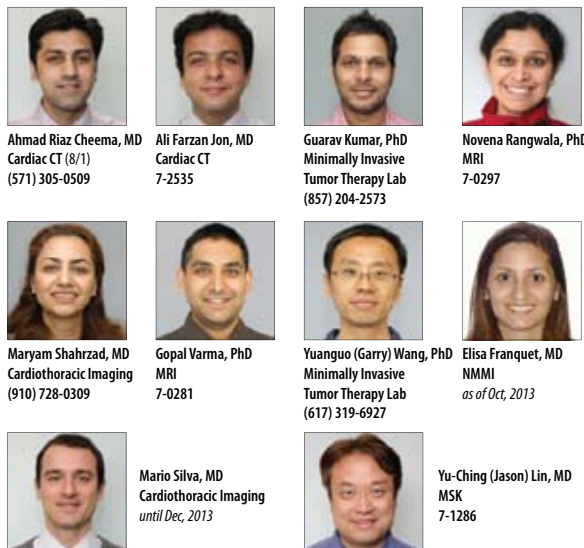 Ahmad Riaz Cheema, MD
Cardiac CT (8/1)
(571) 305-0509
Ali Farzan Jon, MD
Cardiac CT
7-2535
Guarav Kumar, PhD
Minimally Invasive
Tumor Therapy Lab
(857) 204-2573
Novena Rangwala, PhD
MRI
7-0297
Maryam Shahrzad, MD
Cardiothoracic Imaging
(910) 728-0309
Gopal Varma, PhD
MRI
7-0281
Yuanguo (Garry) Wang, PhD
Minimally Invasive
Tumor Therapy Lab
(617) 319-6927
Elisa Franquet, MD
NMMI
as of Oct, 2013
Mario Silva, MD
Cardiothoracic Imaging
until Dec, 2013
Yu-Ching (Jason) Lin, MD
MSK
7-1286